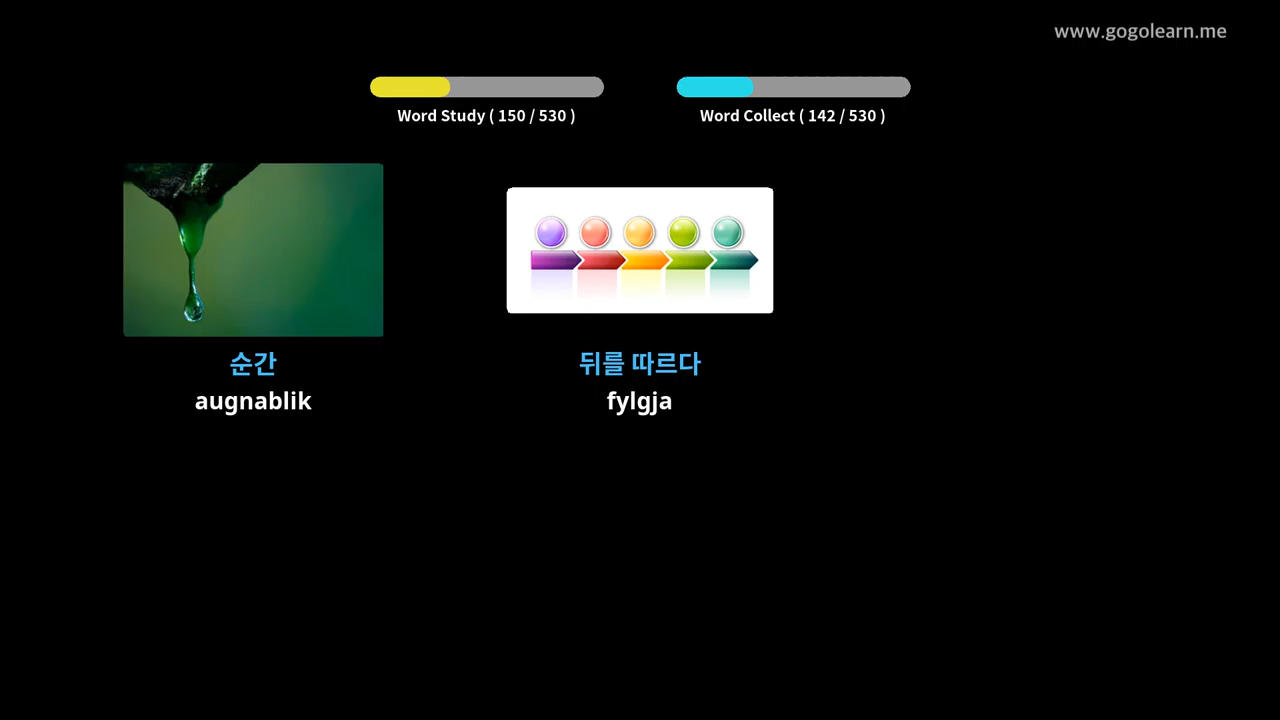 www.gogolearn.me
Word Study ( 150 / 530 )
Word Collect ( 142 / 530 )
순간
augnablik
뒤를 따르다
fylgja